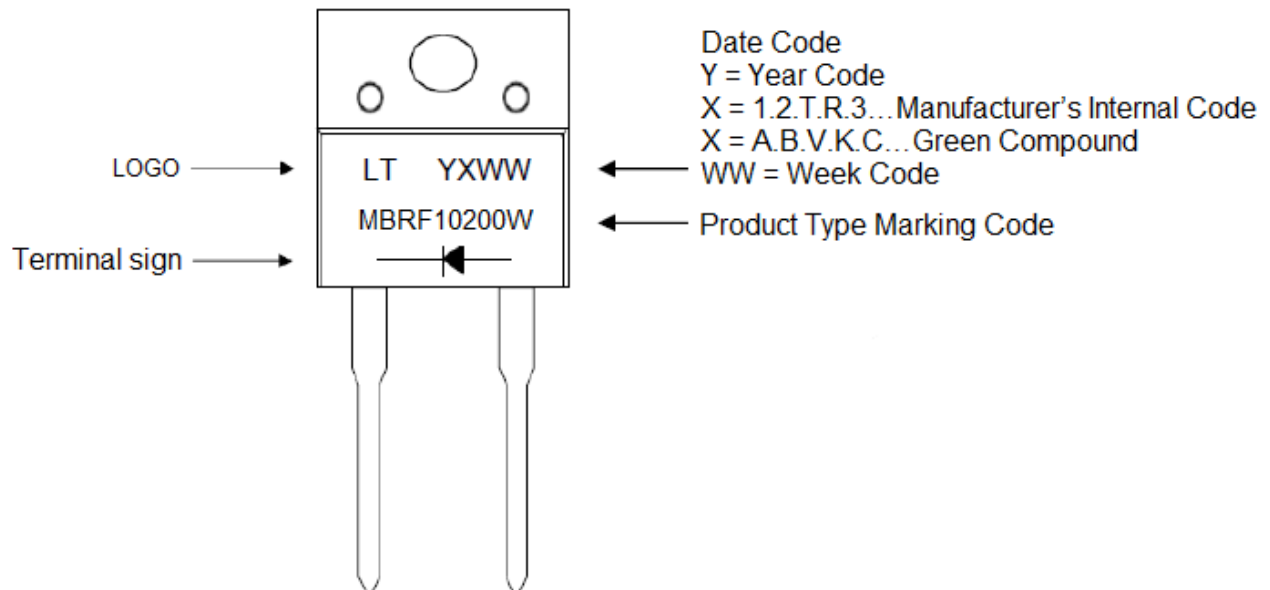 Date Code
Y = Year Code
X = 1.2.T.R.3...Manufacturer's Internal Code
X = A.B.V.K.C...Green Compound
WW = Week Code
LOGO
LT YXWW
MBRF10200W
Product Type Marking Code
Terminal sign